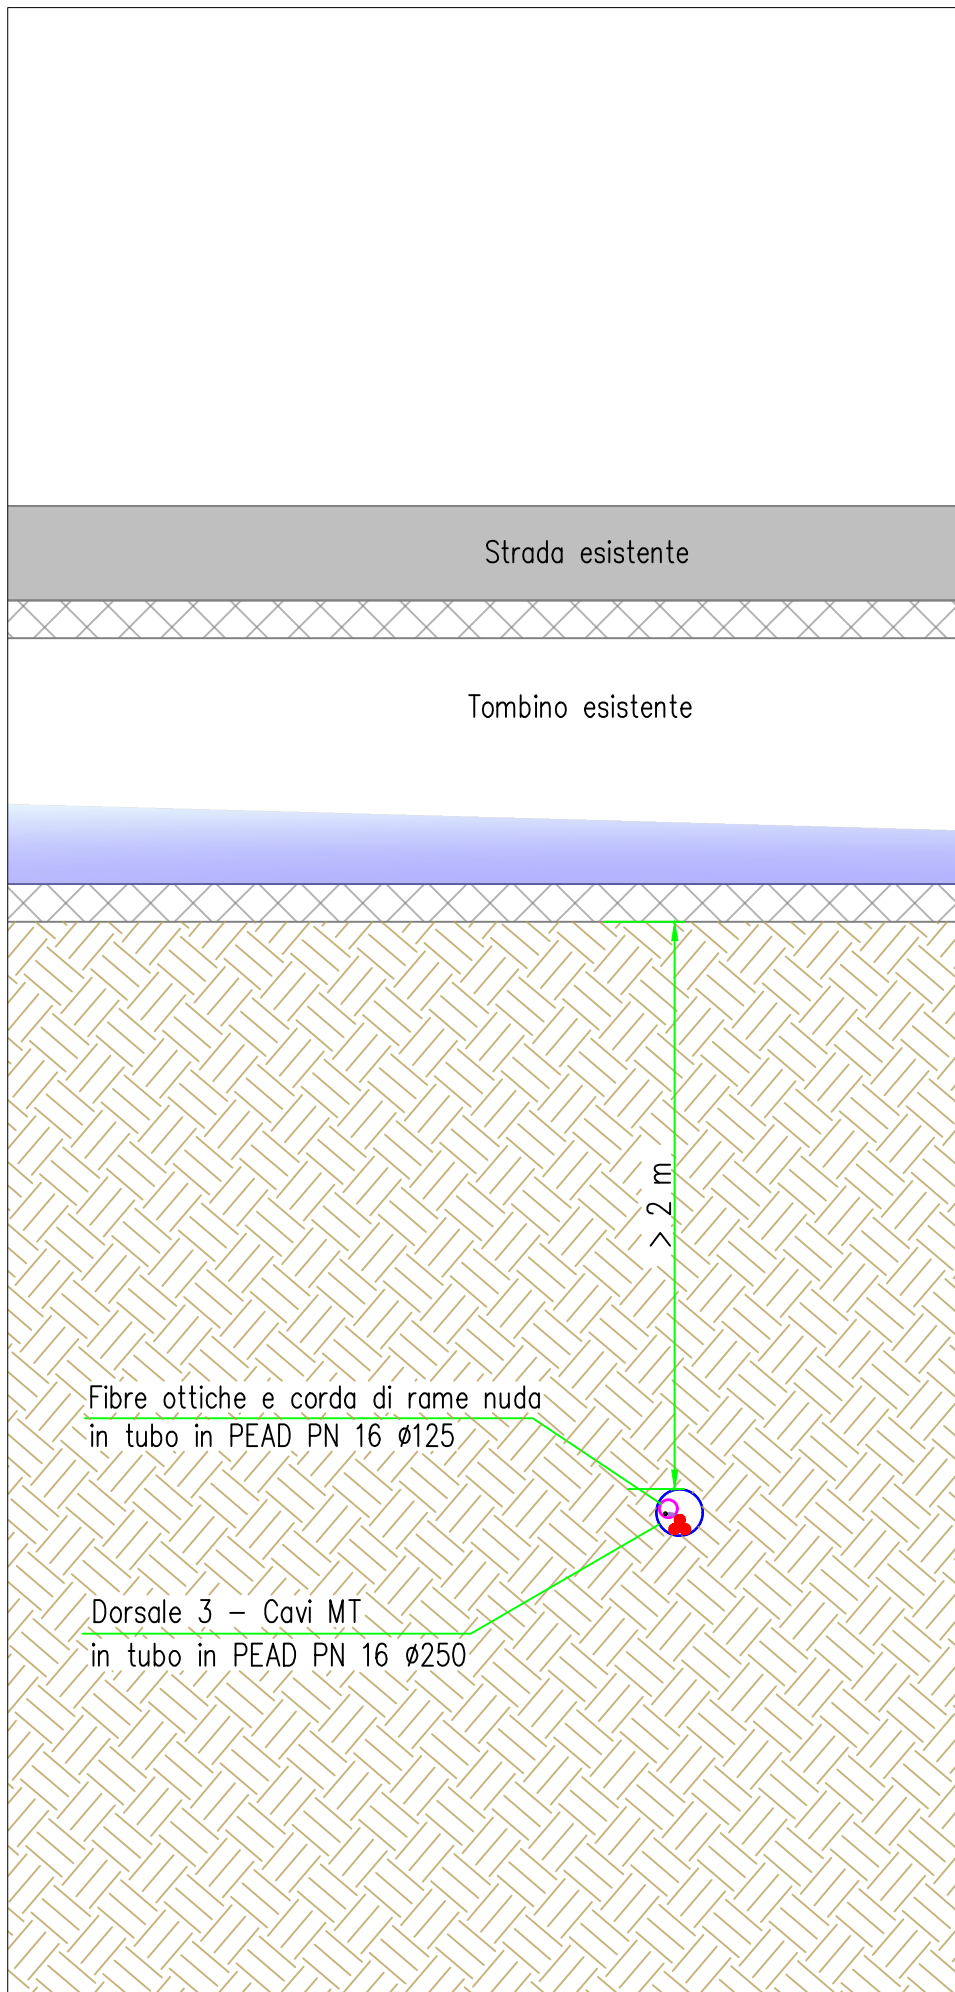 Strada esistente
Tombino esistente
> 2 m
Fibre ottiche e corda di rame nuda
in tubo in PEAD PN 16 ø125
Dorsale 3 – Cavi MT
in tubo in PEAD PN 16 ø250